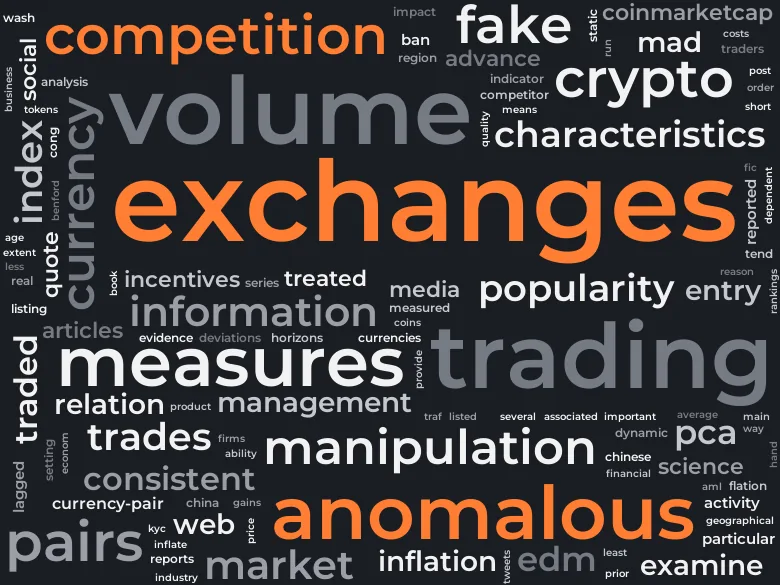 wash
competition
impact
fake
static
coinmarketcap
ban
run
mad
costs
traders
region
advance
business
social
analysis
indicator
crypto
post
order
competitor
short
means
tokens
volume
quality
characteristics
index
cong
benford
currency
exchanges
fic
reported
dependent
age
extent
less
real
quote
tend
reason
rankings
book
incentives
series
treated
media
popularity
entry
listing
information
measured
coins
articles
evidence
deviations
horizons
currencies
traded
measures
provide
trading
relation
product
management
traf
listed
several
associated
important
average
main
way
trades
firms
ability
manipulation
dynamic
pca
hand
lagged
setting
econom
chinese
financial
science
consistent
aml
flation
currency-pair
china
gains
anomalous
activity
geographical
particular
pairs
kyc
web
price
inflate
reports
industry
market
inflation
tweets
edm
least
prior
examine